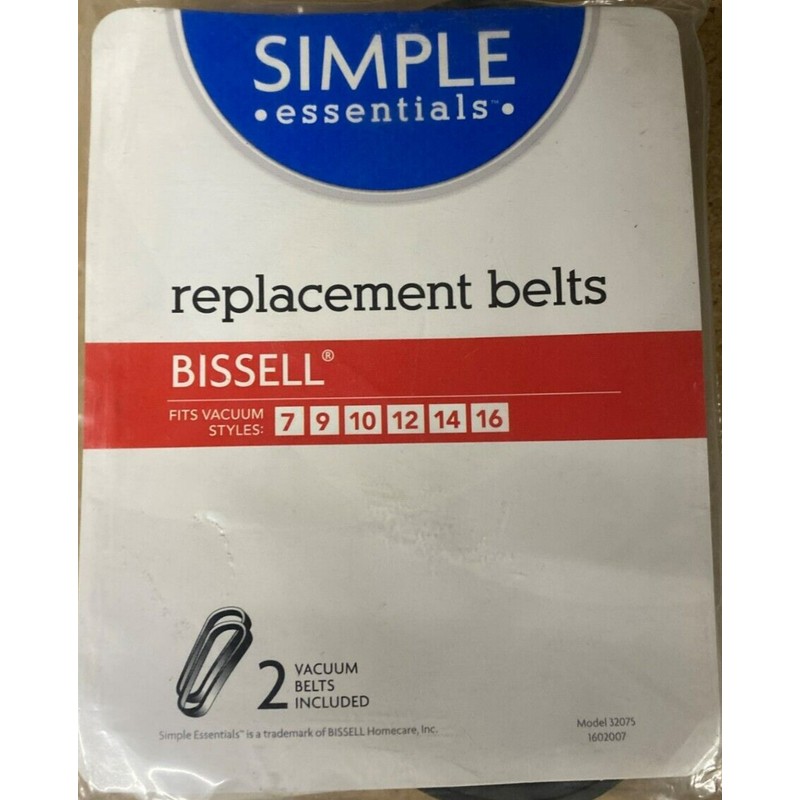 SIMPLE
•essentials™•
replacement belts
BISSELL®
FITS VACUUM
STYLES: 7 9 10 12 14 16
2 VACUUM
BELTS
INCLUDED
Simple Essentials™ is a trademark of BISSELL Homecare, Inc.
Model 32075
1602007